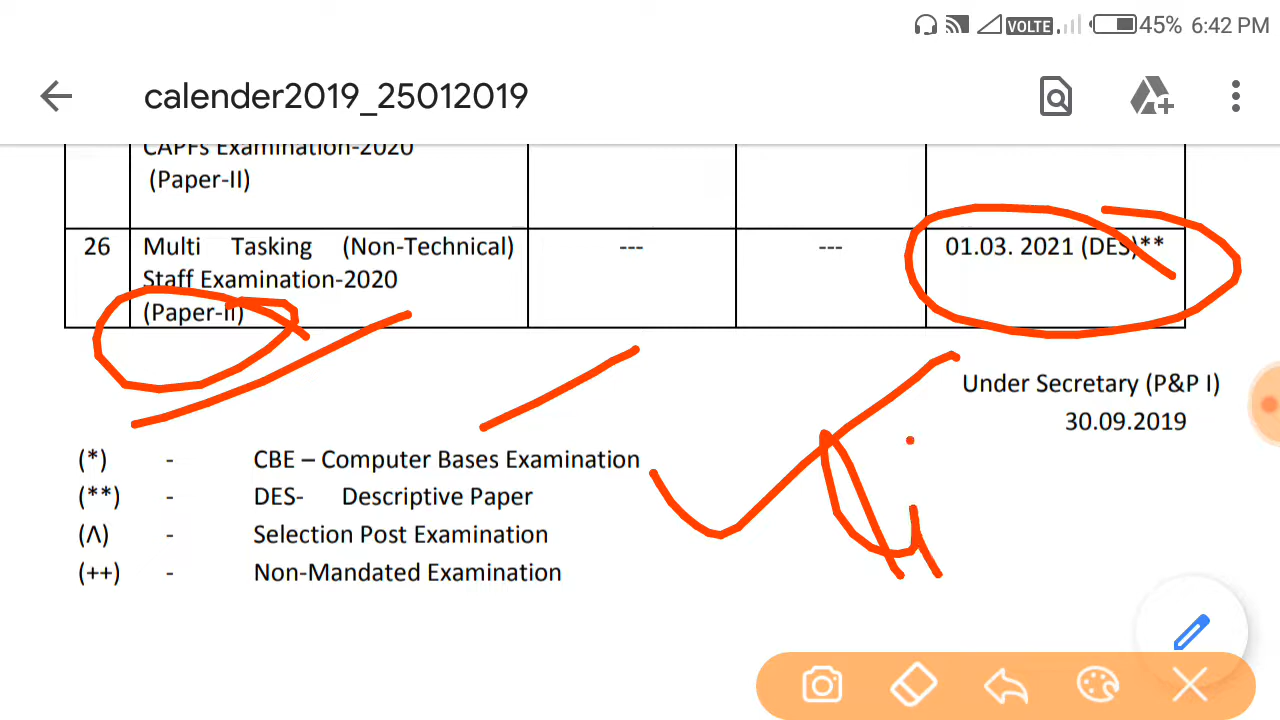 VOLTE 45% 6:42 PM
calender2019_25012019
CAPFs Examination-2020
(Paper-II)
26 Multi Tasking (Non-Technical) --- --- 01.03. 2021 (DES)**
Staff Examination-2020
(Paper-II)
Under Secretary (P&P I)
30.09.2019
(*) - CBE – Computer Bases Examination
(**) - DES- Descriptive Paper
(Λ) - Selection Post Examination
(++) - Non-Mandated Examination